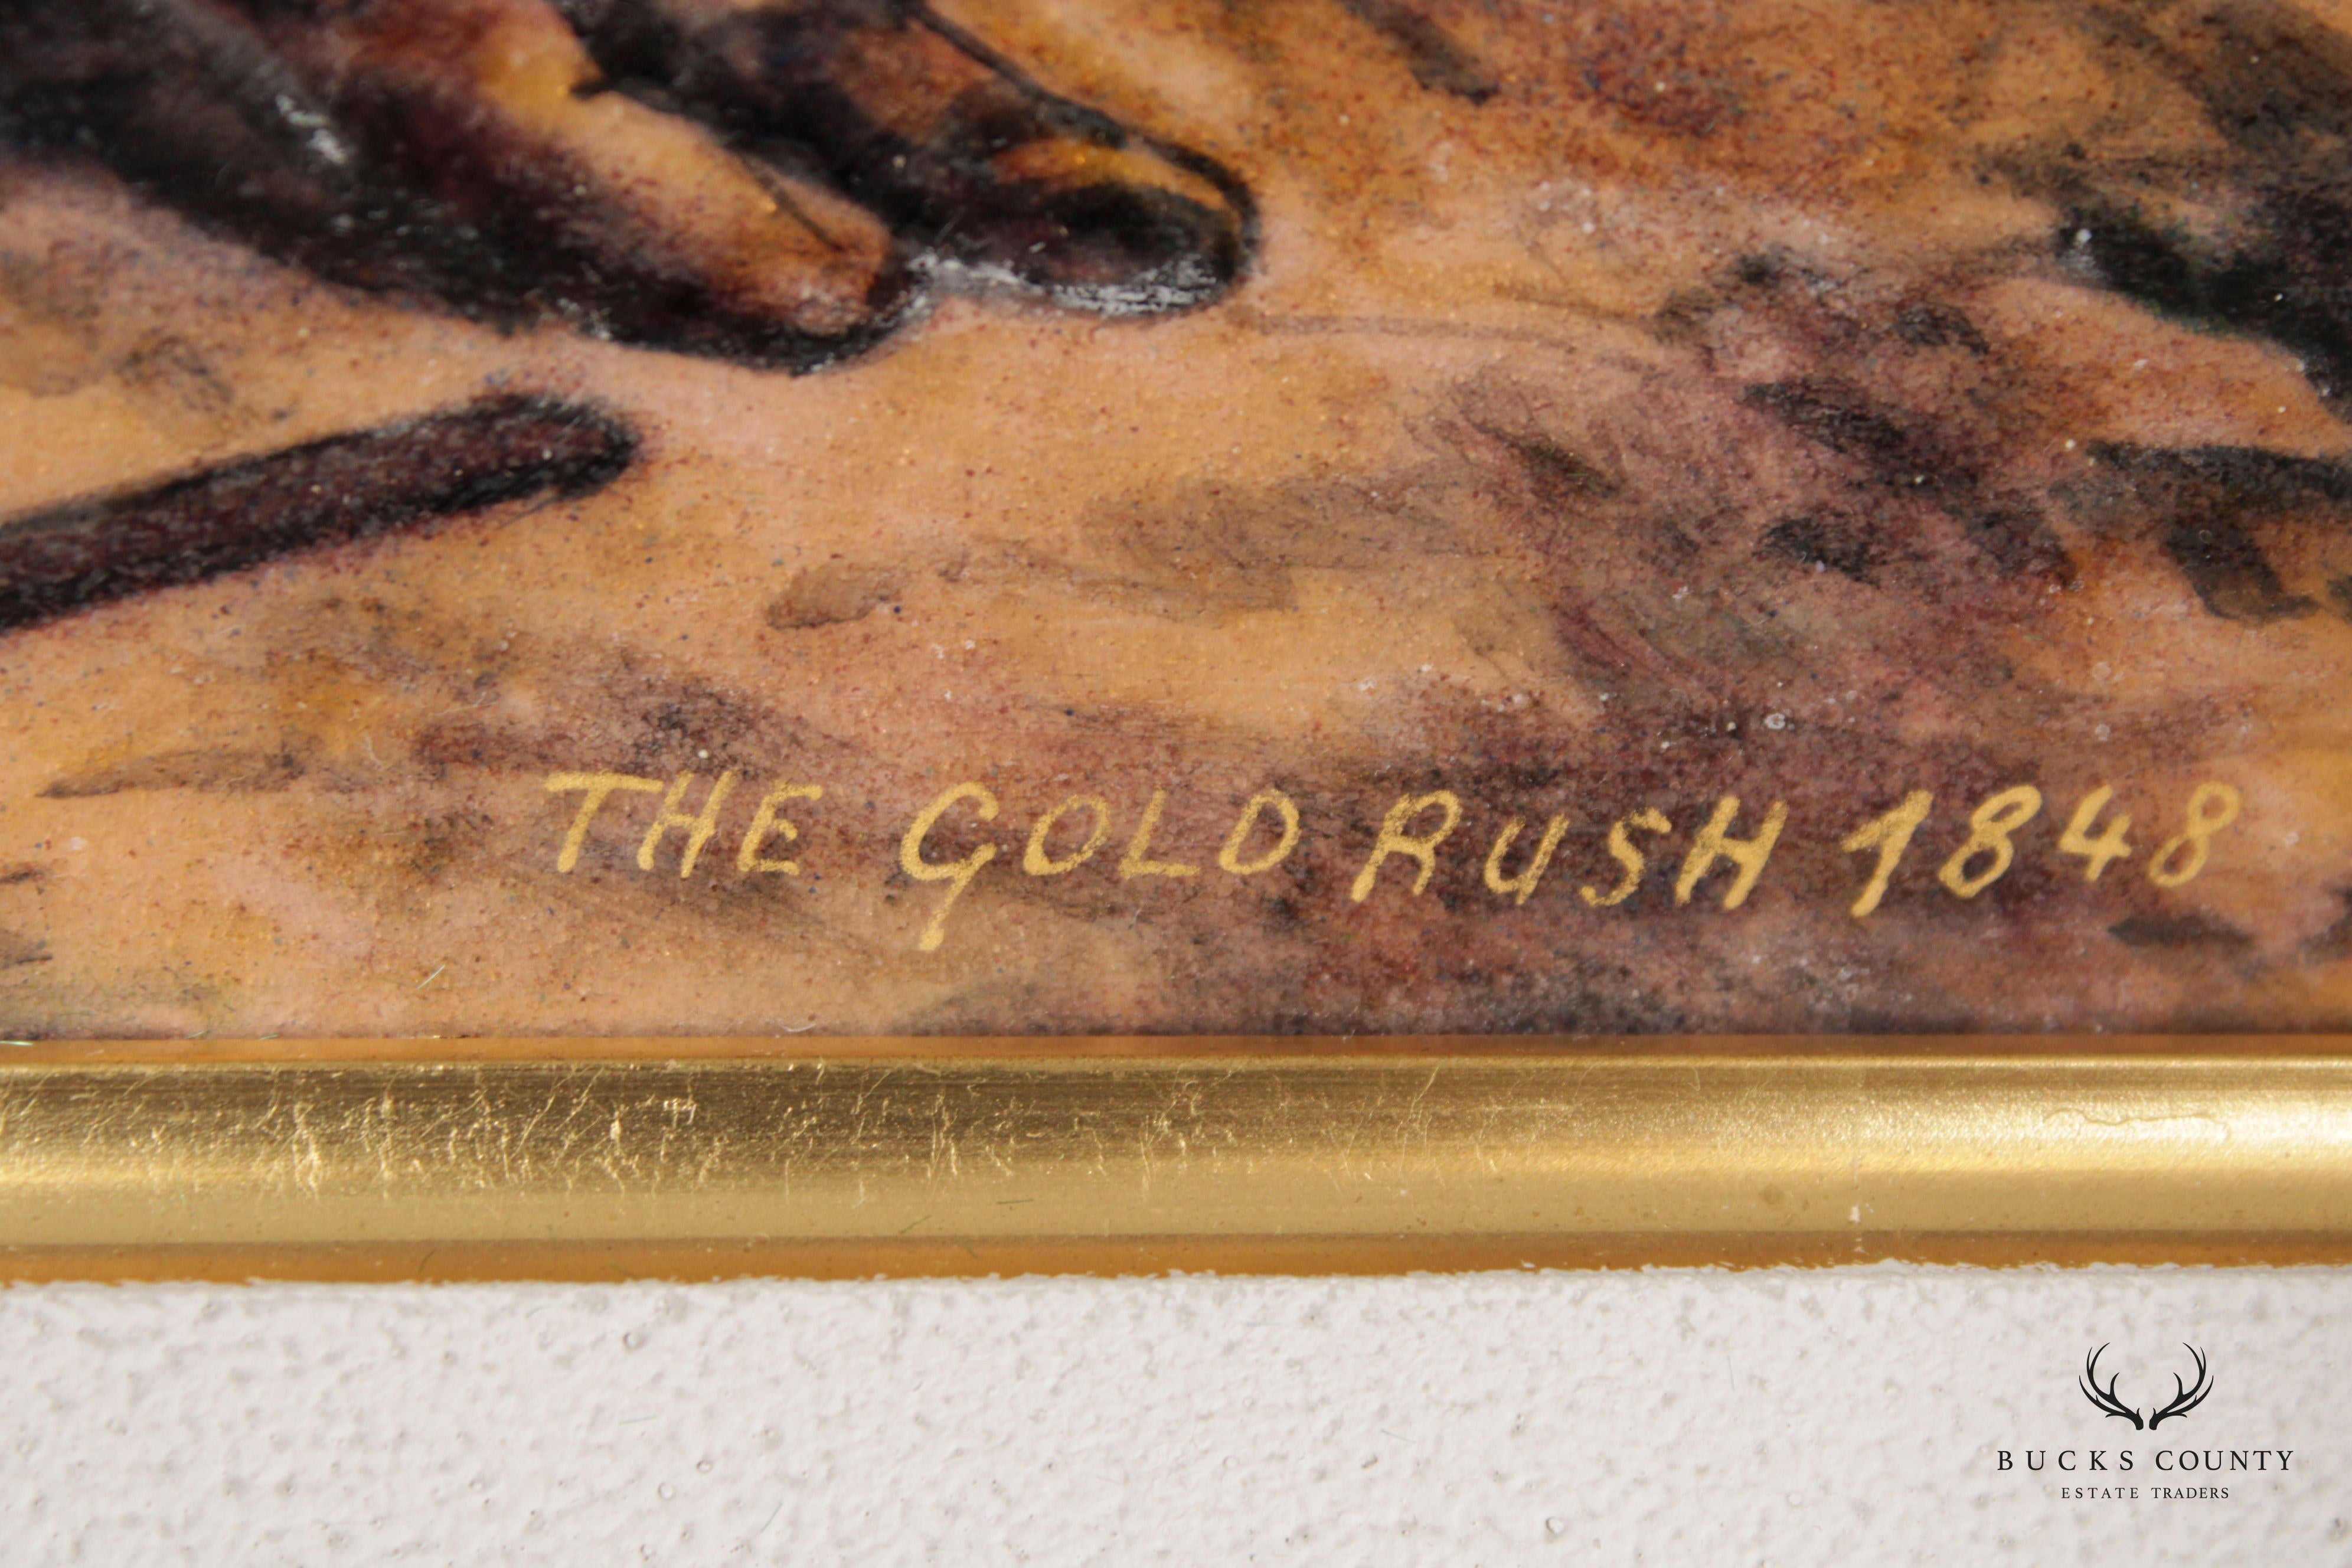 THE GOLD RUSH 1848
BUCKS COUNTY
ESTATE TRADERS